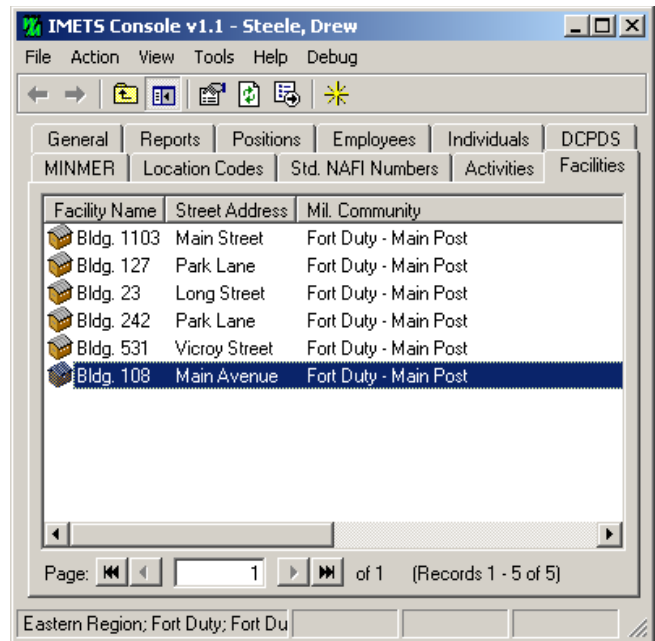 IMETS Console v1.1 - Steele, Drew
File Action View Tools Help Debug
General Reports Positions Employees Individuals DCPDS
MINMER Location Codes Std. NAFI Numbers Activities Facilities
Facility Name Street Address Mil. Community
Bldg. 1103 Main Street Fort Duty - Main Post
Bldg. 127 Park Lane Fort Duty - Main Post
Bldg. 23 Long Street Fort Duty - Main Post
Bldg. 242 Park Lane Fort Duty - Main Post
Bldg. 531 Vicroy Street Fort Duty - Main Post
Bldg. 108 Main Avenue Fort Duty - Main Post
Page: 1 of 1 (Records 1 - 5 of 5)
Eastern Region; Fort Duty; Fort Du